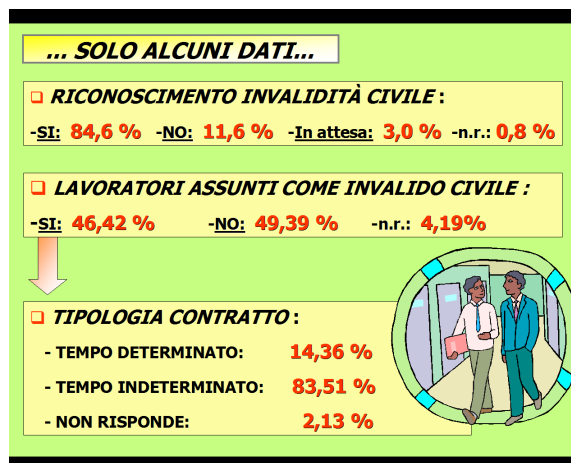 ... SOLO ALCUNI DATI...
❑ RICONOSCIMENTO INVALIDITÀ CIVILE :
-SI: 84,6 % -NO: 11,6 % -In attesa: 3,0 % -n.r.: 0,8 %
❑ LAVORATORI ASSUNTI COME INVALIDO CIVILE :
-SI: 46,42 % -NO: 49,39 % -n.r.: 4,19%
❑ TIPOLOGIA CONTRATTO :
- TEMPO DETERMINATO: 14,36 %
- TEMPO INDETERMINATO: 83,51 %
- NON RISPONDE: 2,13 %